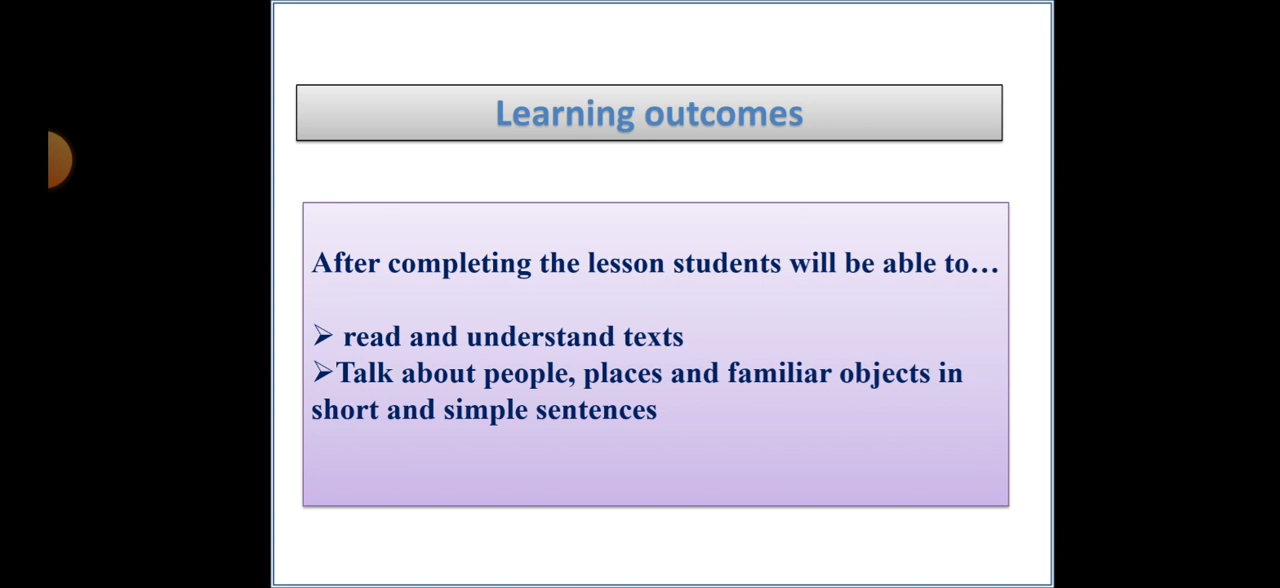 Learning outcomes
After completing the lesson students will be able to…
➢ read and understand texts
➢Talk about people, places and familiar objects in
short and simple sentences